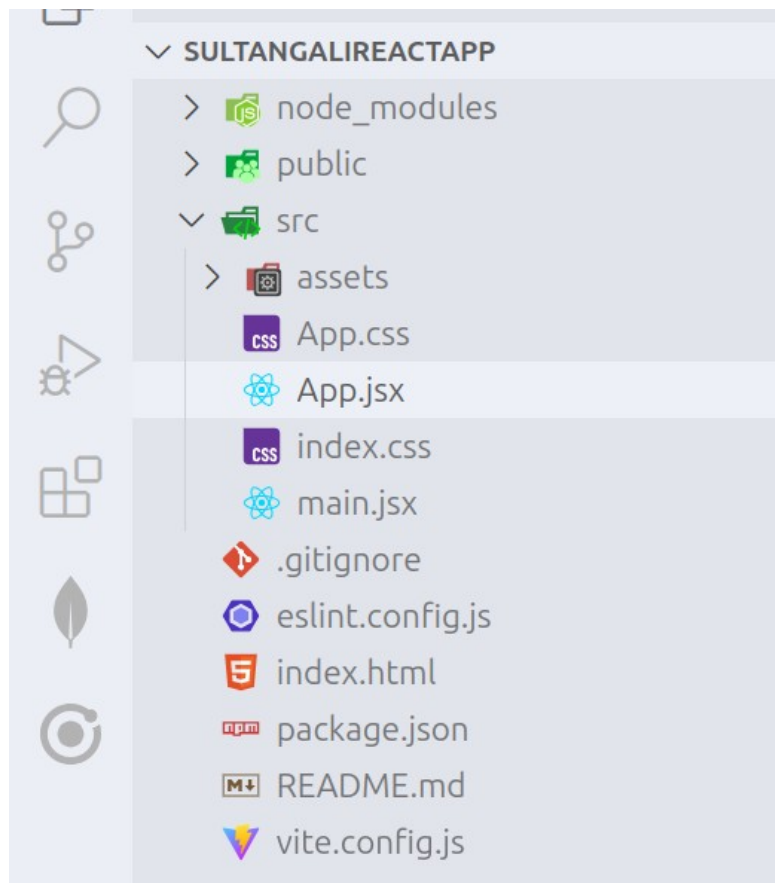 SULTANGALIREACTAPP
node_modules
public
src
assets
App.css
App.jsx
index.css
main.jsx
.gitignore
eslint.config.js
index.html
package.json
README.md
vite.config.js